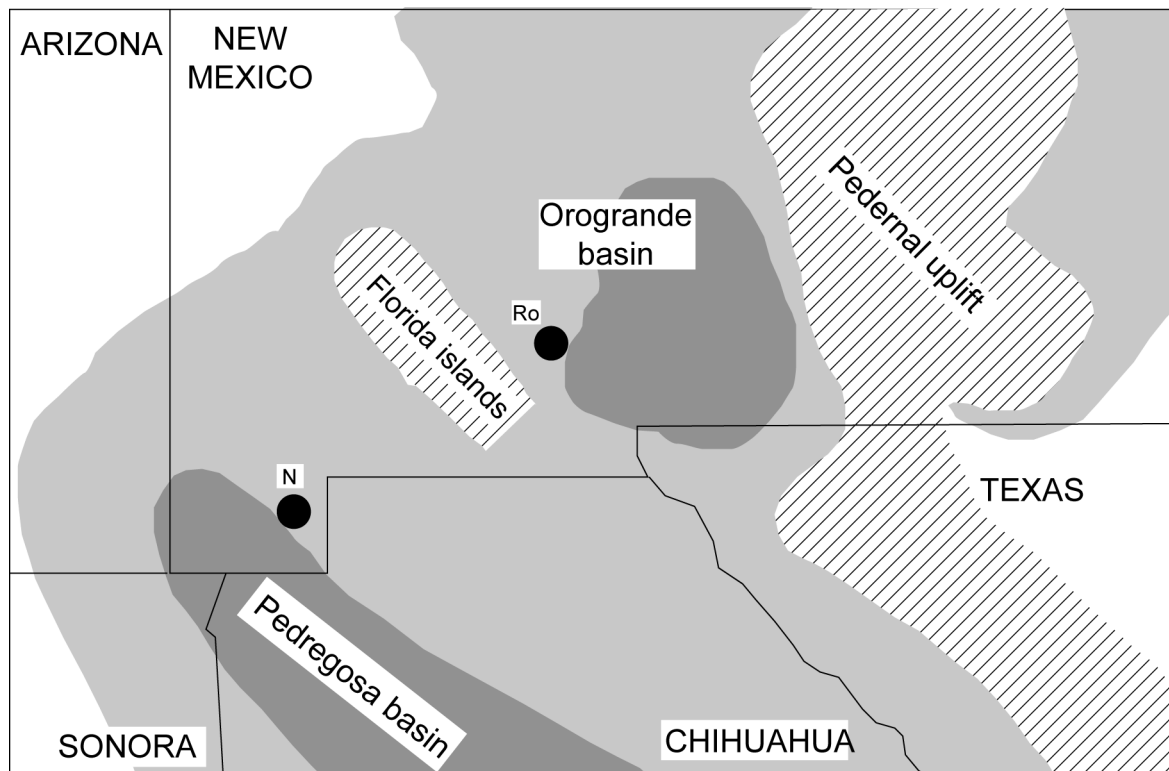 ARIZONA
NEW
MEXICO
Orogrande
basin
Pedernal uplift
Florida islands
Ro
N
TEXAS
Pedregosa basin
SONORA
CHIHUAHUA